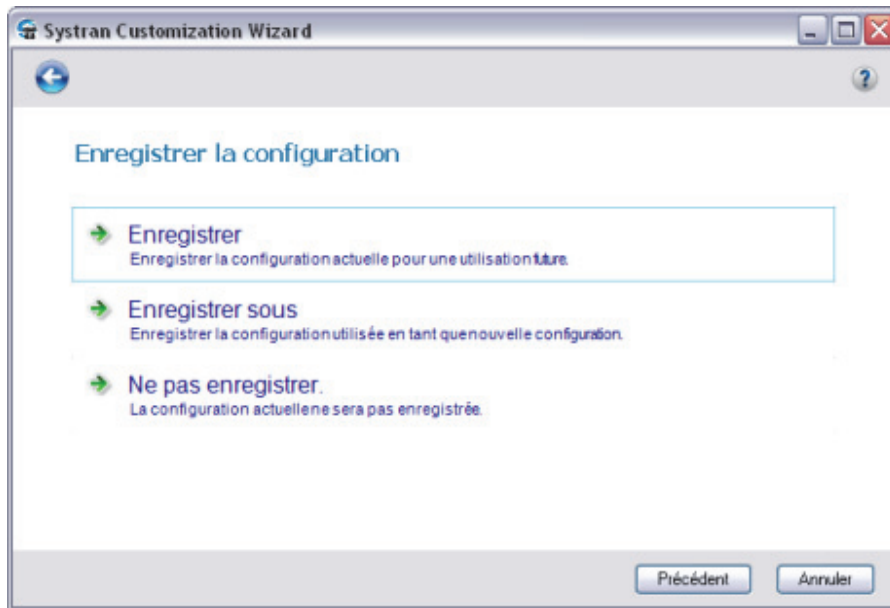 Systran Customization Wizard
Enregistrer la configuration
Enregistrer
Enregistrer la configuration actuelle pour une utilisation future.
Enregistrer sous
Enregistrer la configuration utilisée en tant que nouvelle configuration.
Ne pas enregistrer.
La configuration actuelle ne sera pas enregistrée.
Précédent
Annuler